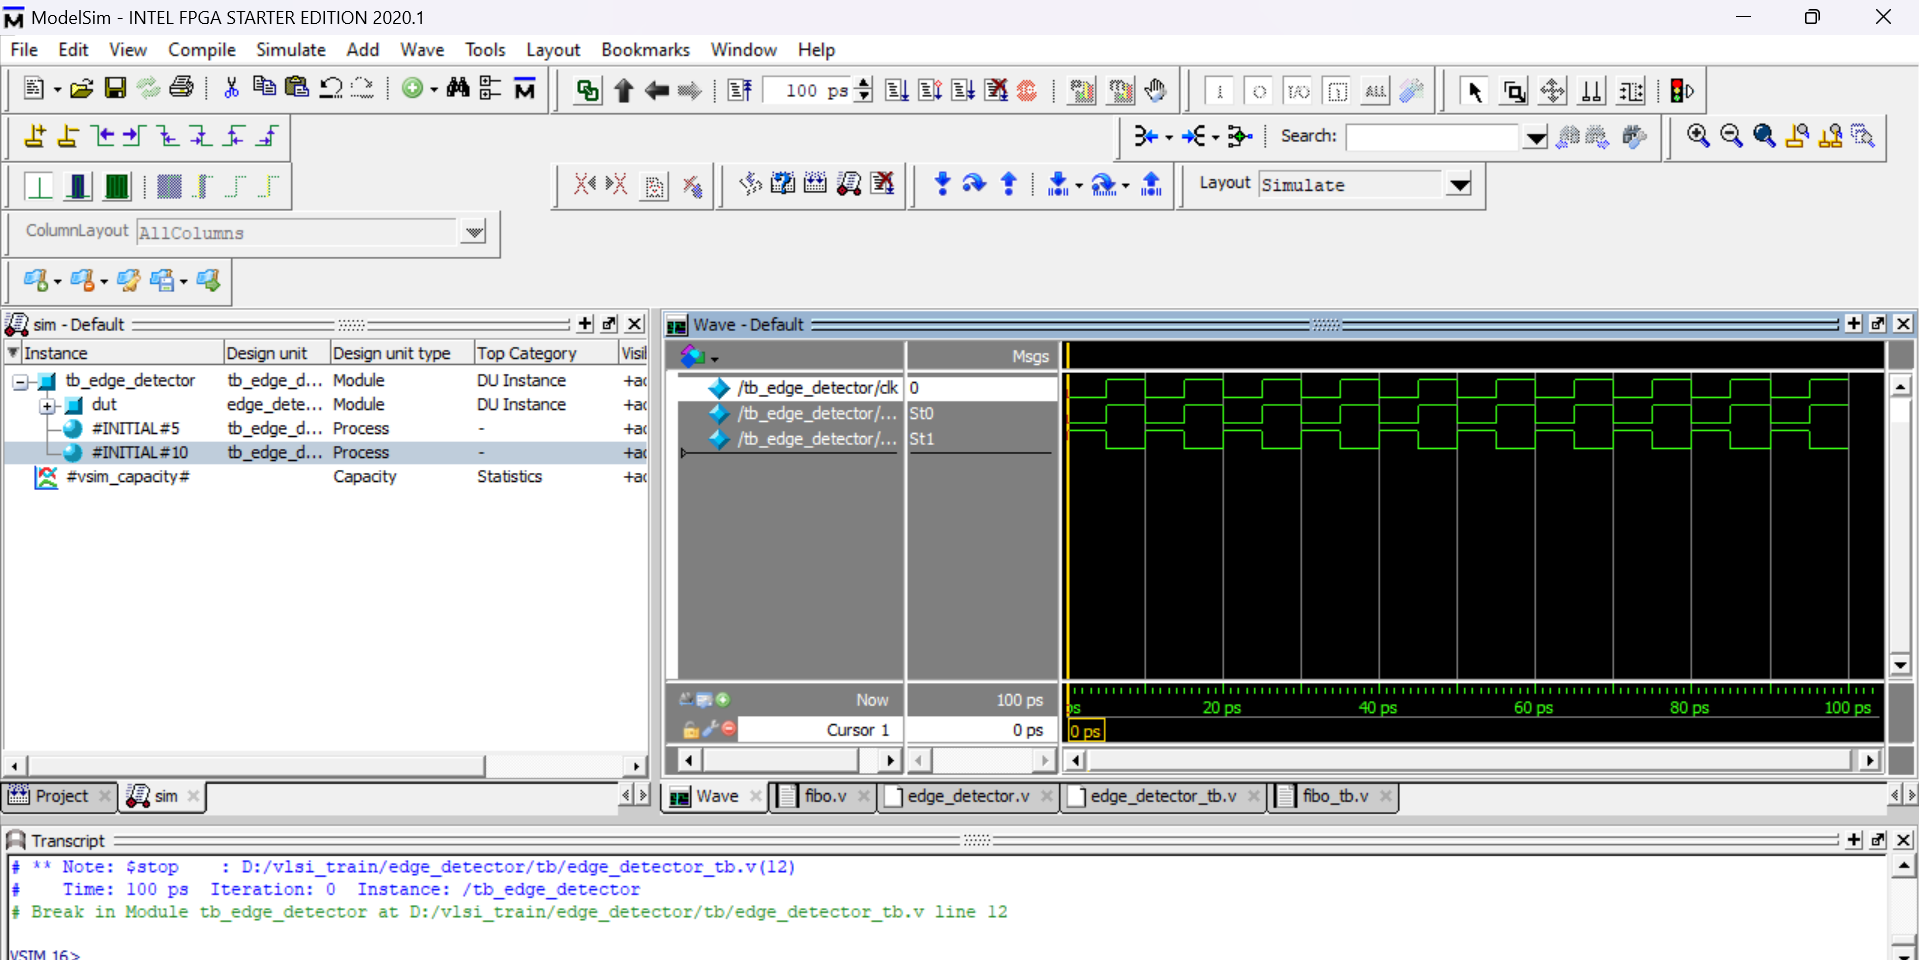 ModelSim - INTEL FPGA STARTER EDITION 2020.1
File Edit View Compile Simulate Add Wave Tools Layout Bookmarks Window Help
100 ps
Search:
Layout Simulate
ColumnLayout AllColumns
sim - Default
Instance Design unit Design unit type Top Category Visi
tb_edge_detector tb_edge_d... Module DU Instance +ac
dut edge_dete... Module DU Instance +ac
#INITIAL#5 tb_edge_d... Process - +ac
#INITIAL#10 tb_edge_d... Process - +ac
#vsim_capacity# Capacity Statistics +ac
Project sim
Wave - Default
Msgs
/tb_edge_detector/clk 0
/tb_edge_detector/... St0
/tb_edge_detector/... St1
Now 100 ps
ps 20 ps 40 ps 60 ps 80 ps 100 ps
Cursor 1 0 ps
0 ps
Wave fibo.v edge_detector.v edge_detector_tb.v fibo_tb.v
Transcript
# ** Note: $stop : D:/vlsi_train/edge_detector/tb/edge_detector_tb.v(12)
# Time: 100 ps Iteration: 0 Instance: /tb_edge_detector
# Break in Module tb_edge_detector at D:/vlsi_train/edge_detector/tb/edge_detector_tb.v line 12
VSIM 16>